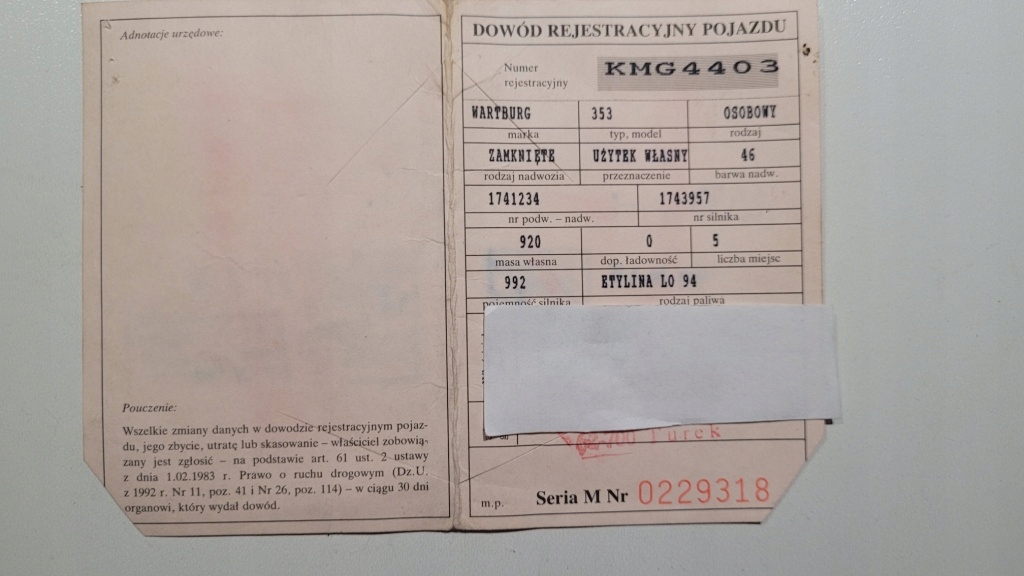 Adnotacje urzędowe:
Pouczenie:
Wszelkie zmiany danych w dowodzie rejestracyjnym pojaz-
du, jego zbycie, utratę lub skasowanie – właściciel zobowią-
zany jest zgłosić – na podstawie art. 61 ust. 2 ustawy
z dnia 1.02.1983 r. Prawo o ruchu drogowym (Dz.U.
z 1992 r. Nr 11, poz. 41 i Nr 26, poz. 114) – w ciągu 30 dni
organowi, który wydał dowód.
DOWÓD REJESTRACYJNY POJAZDU
Numer
rejestracyjny
KMG4403
WARTBURG 353 OSOBOWY
marka typ, model rodzaj
ZAMKNIĘTE UŻYTEK WŁASNY 46
rodzaj nadwozia przeznaczenie barwa nadw.
1741234 1743957
nr podw. – nadw. nr silnika
920 0 5
masa własna dop. ładowność liczba miejsc
992 ETYLINA LO 94
pojemność silnika rodzaj paliwa
62-700 Turek
m.p. Seria M Nr 0229318